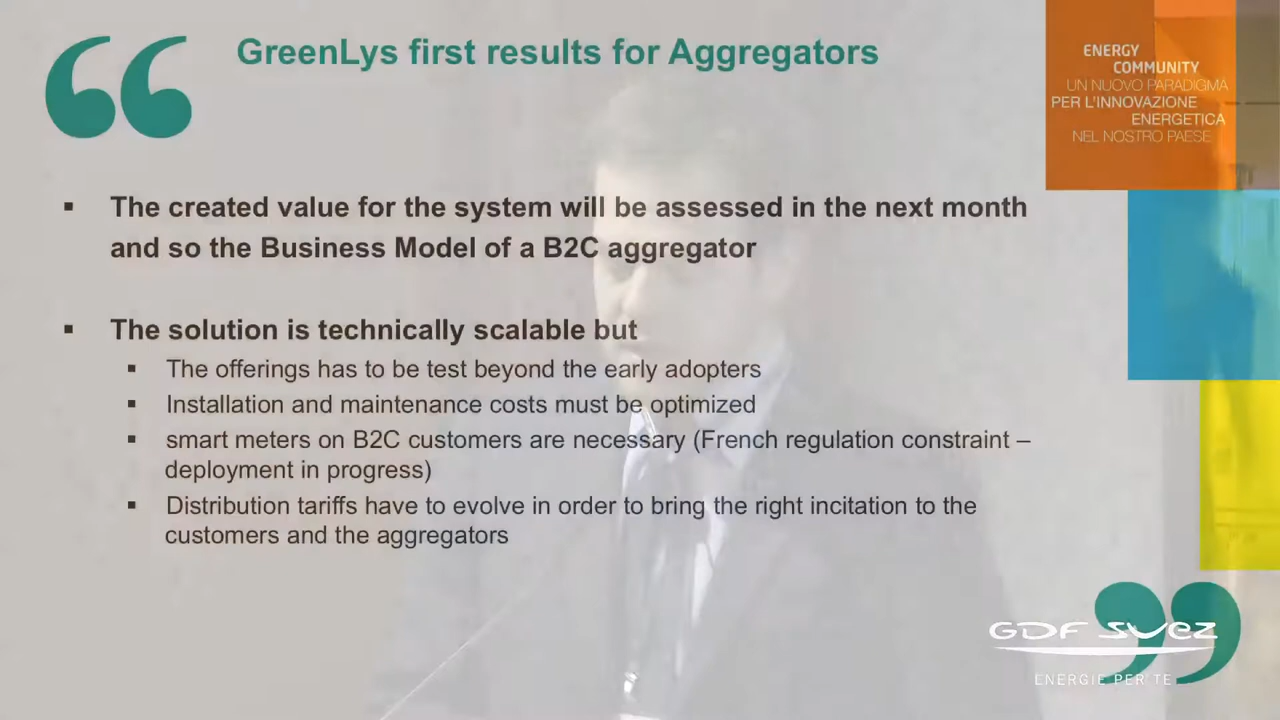 GreenLys first results for Aggregators
ENERGY
COMMUNITY
UN NUOVO PARADIGMA
PER L'INNOVAZIONE
ENERGETICA
NEL NOSTRO PAESE
▪ The created value for the system will be assessed in the next month
and so the Business Model of a B2C aggregator
▪ The solution is technically scalable but
▪ The offerings has to be test beyond the early adopters
▪ Installation and maintenance costs must be optimized
▪ smart meters on B2C customers are necessary (French regulation constraint –
deployment in progress)
▪ Distribution tariffs have to evolve in order to bring the right incitation to the
customers and the aggregators
GDF SUEZ
ENERGIE PER TE